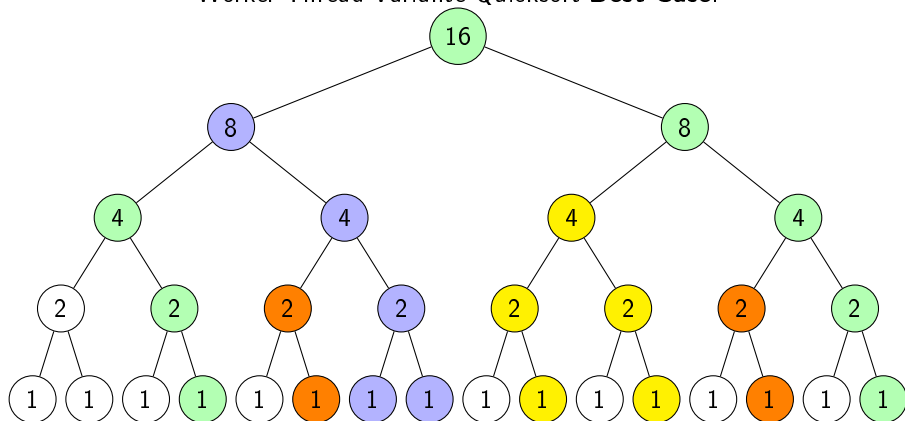 Worker Thread Variante Quicksort Best Case:
16
8 8
4 4 4 4
2 2 2 2 2 2 2 2
1 1 1 1 1 1 1 1 1 1 1 1 1 1 1 1